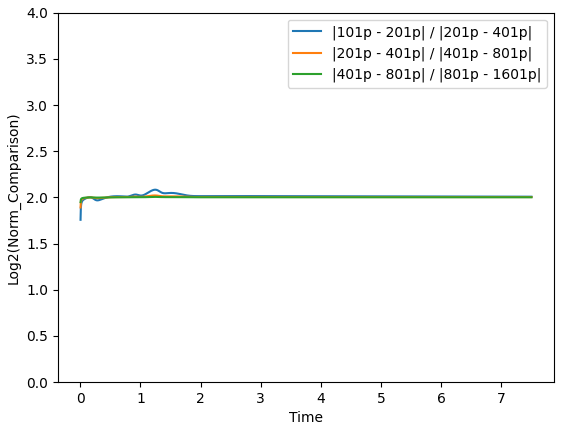 |101p - 201p| / |201p - 401p|
|201p - 401p| / |401p - 801p|
|401p - 801p| / |801p - 1601p|
4.0
3.5
3.0
2.5
2.0
1.5
1.0
0.5
0.0
Log2(Norm_Comparison)
0 1 2 3 4 5 6 7
Time